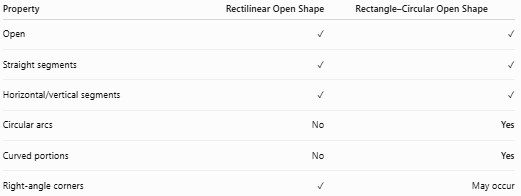 Property Rectilinear Open Shape Rectangle–Circular Open Shape
Open ✓ ✓
Straight segments ✓ ✓
Horizontal/vertical segments ✓ ✓
Circular arcs No Yes
Curved portions No Yes
Right-angle corners ✓ May occur